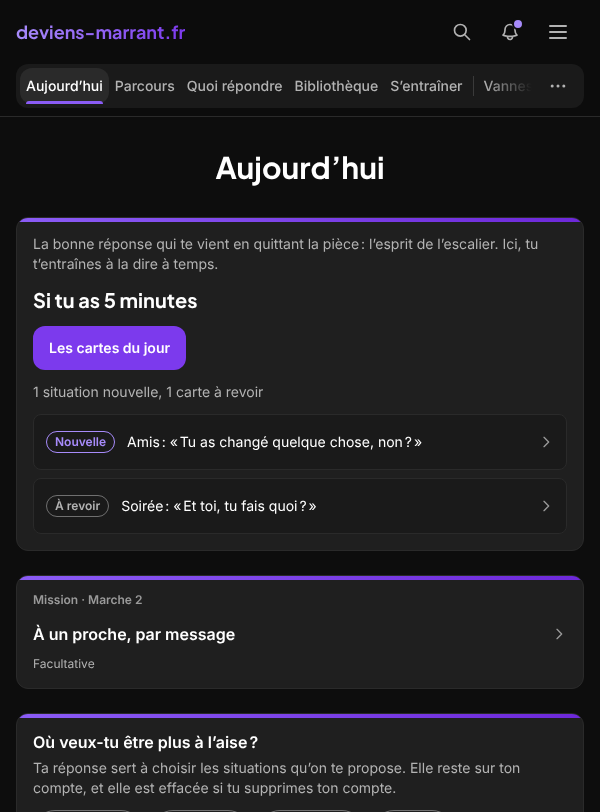 deviens-marrant.fr
Aujourd’hui Parcours Quoi répondre Bibliothèque S’entraîner Vannes
Aujourd’hui
La bonne réponse qui te vient en quittant la pièce : l’esprit de l’escalier. Ici, tu
t’entraînes à la dire à temps.
Si tu as 5 minutes
Les cartes du jour
1 situation nouvelle, 1 carte à revoir
Nouvelle Amis : « Tu as changé quelque chose, non ? »
À revoir Soirée : « Et toi, tu fais quoi ? »
Mission · Marche 2
À un proche, par message
Facultative
Où veux-tu être plus à l’aise ?
Ta réponse sert à choisir les situations qu’on te propose. Elle reste sur ton
compte, et elle est effacée si tu supprimes ton compte.